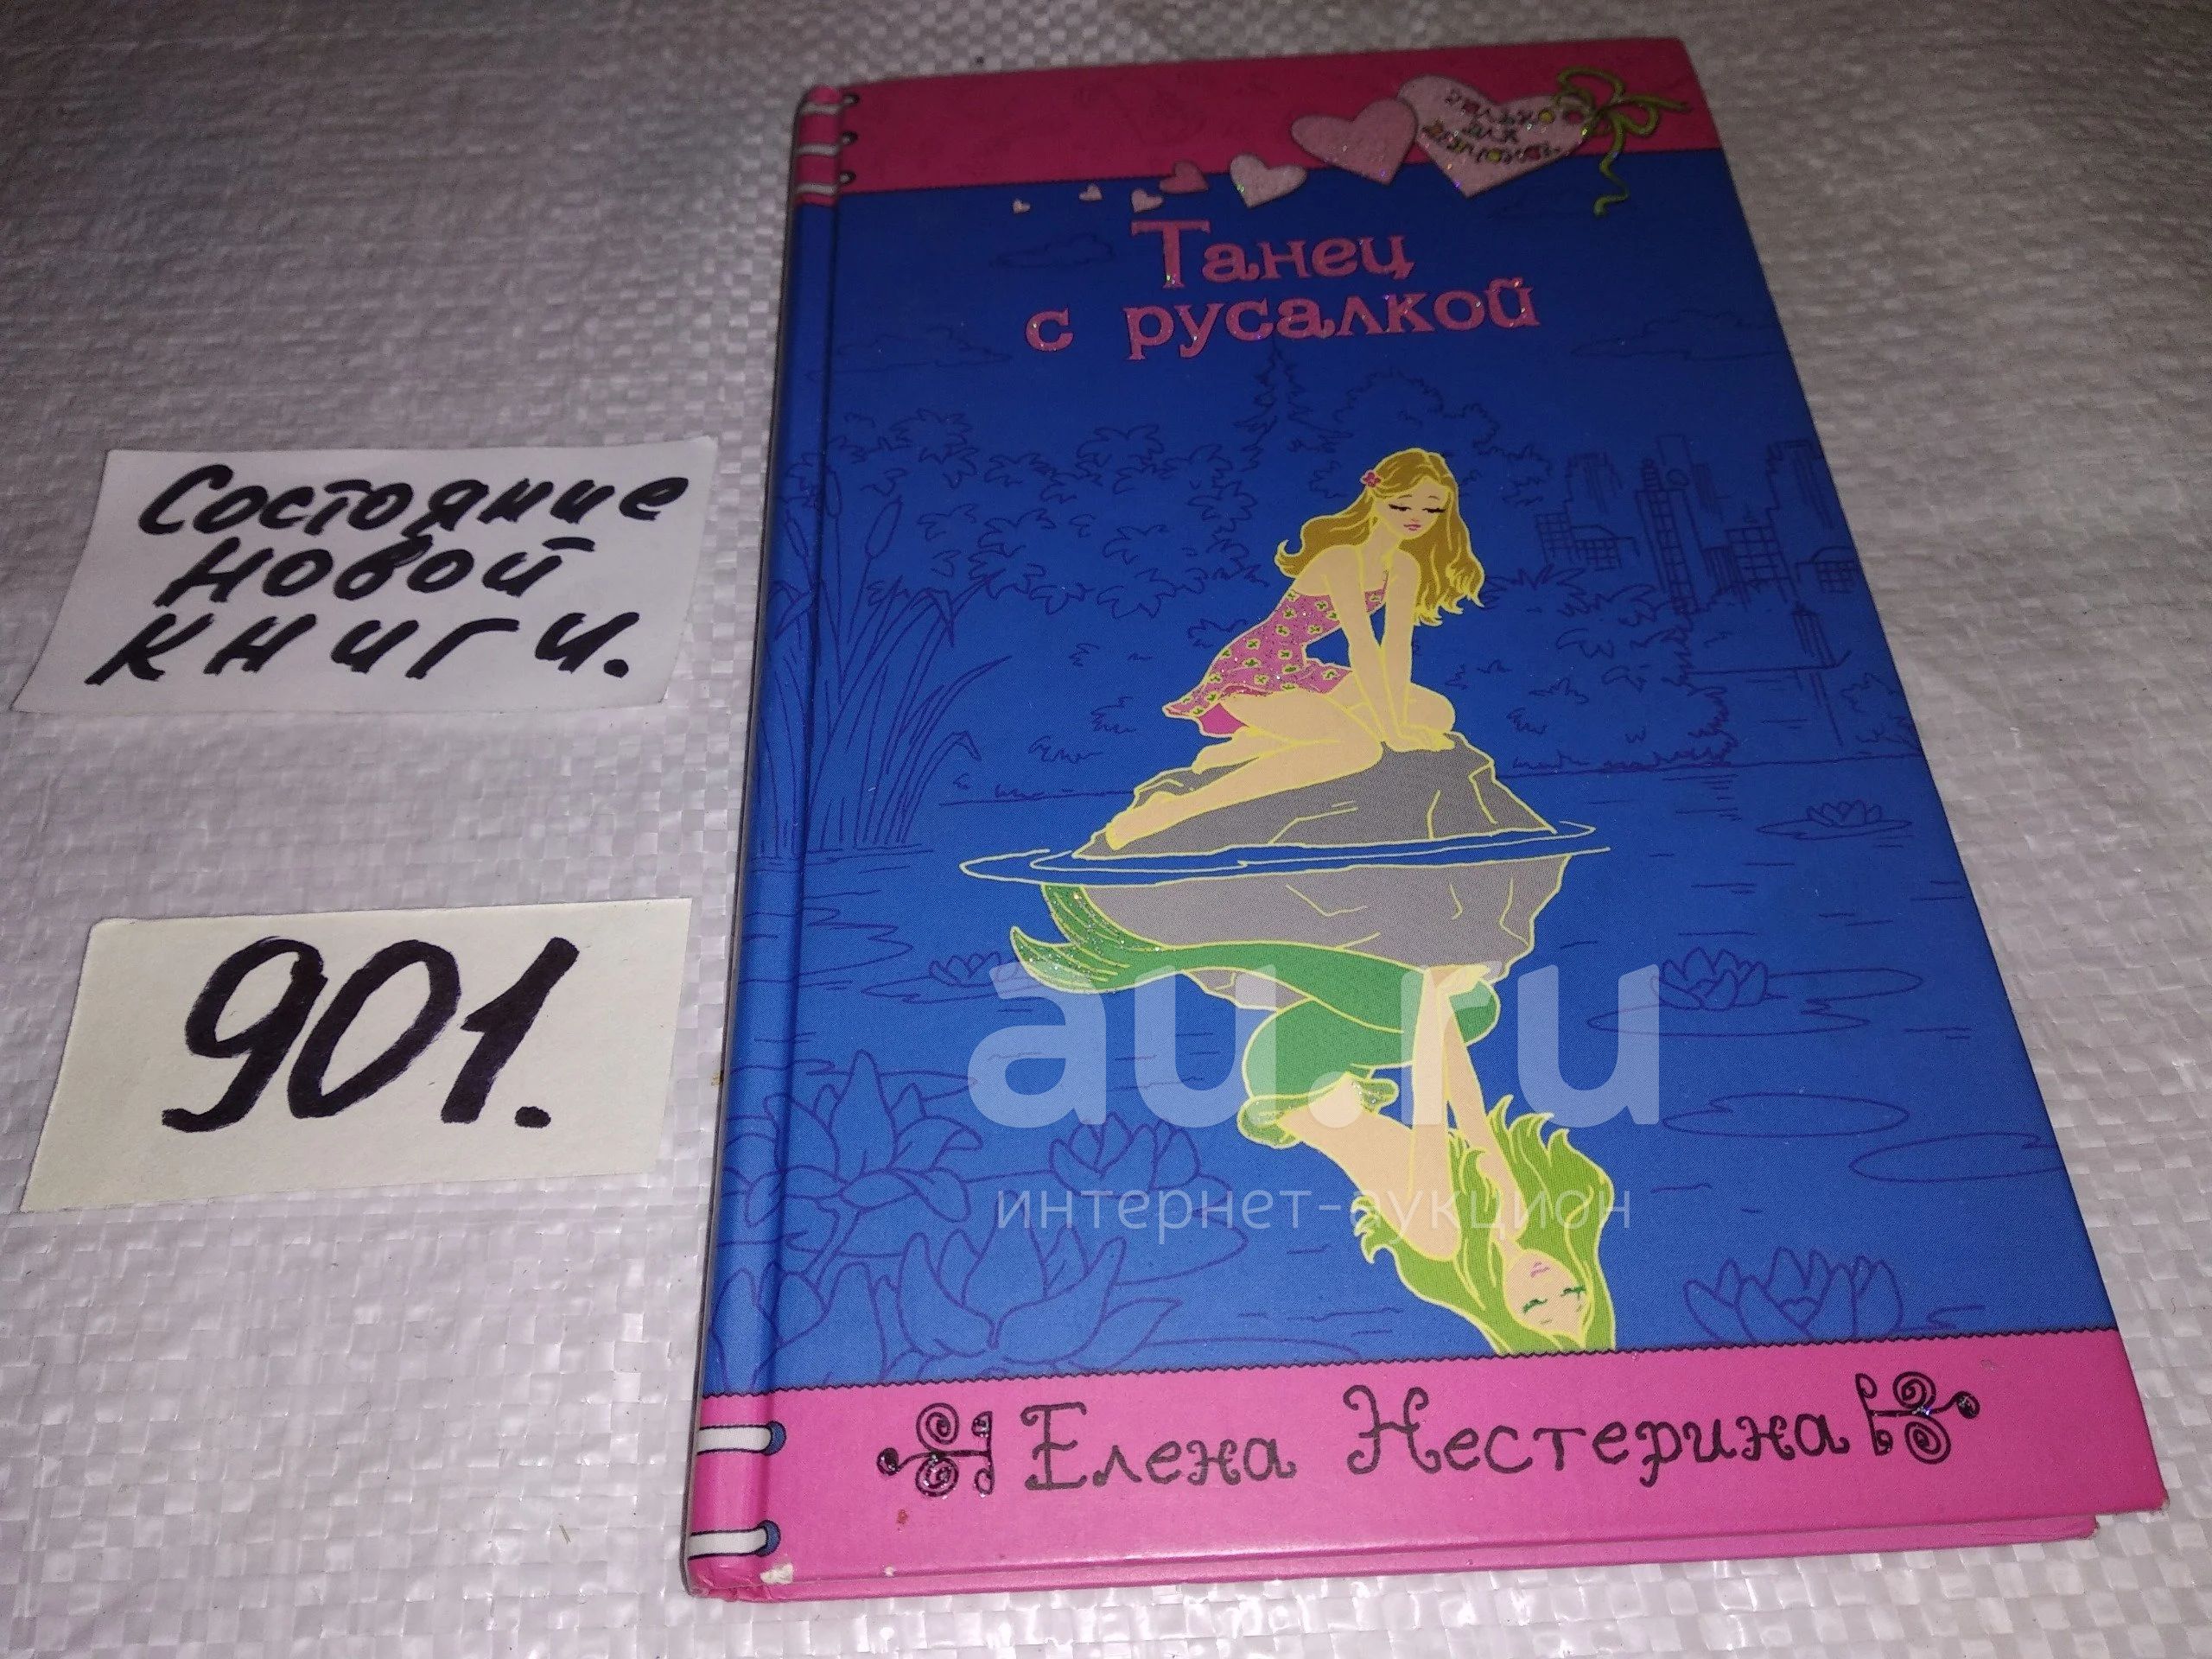 Только
для
девчонок
Танец
с русалкой
Состояние
новой
книги.
901.
au.ru
интернет-аукцион
Елена Нестерина